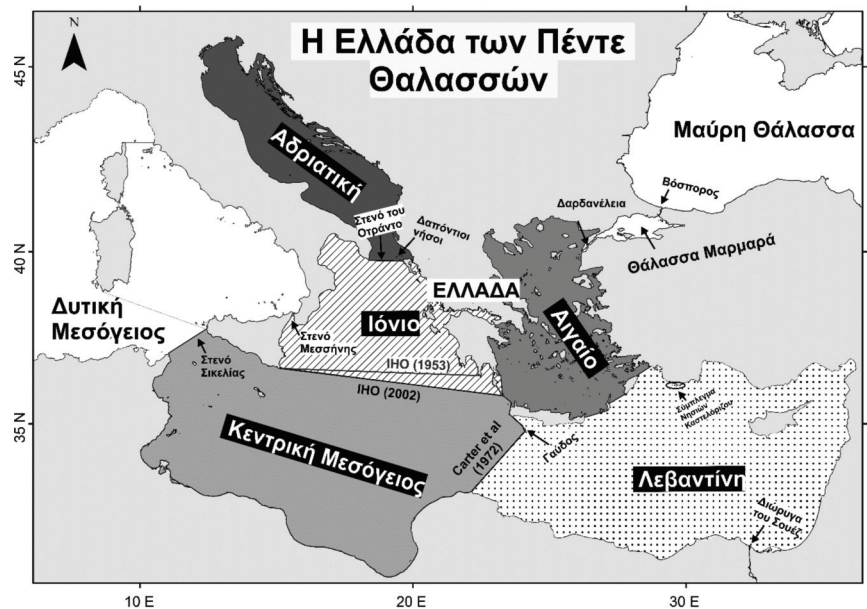 N
Η Ελλάδα των Πέντε
Θαλασσών
45 N
40 N
35 N
Αδριατική
Μαύρη Θάλασσα
Βόσπορος
Δαρδανέλεια
Θάλασσα Μαρμαρά
Στενό του
Οτράντο
Διαπόντιοι
νήσοι
ΕΛΛΑΔΑ
Δυτική
Μεσόγειος
Ιόνιο
Αιγαίο
Στενό
Μεσσήνης
Στενό
Σικελίας
IHO (1953)
IHO (2002)
Σύμπλεγμα
Νησιών
Καστελόριζου
Κεντρική Μεσόγειος
Carter et al
(1972)
Γαύδος
Λεβαντίνη
Διώρυγα
του Σουέζ
10 E
20 E
30 E